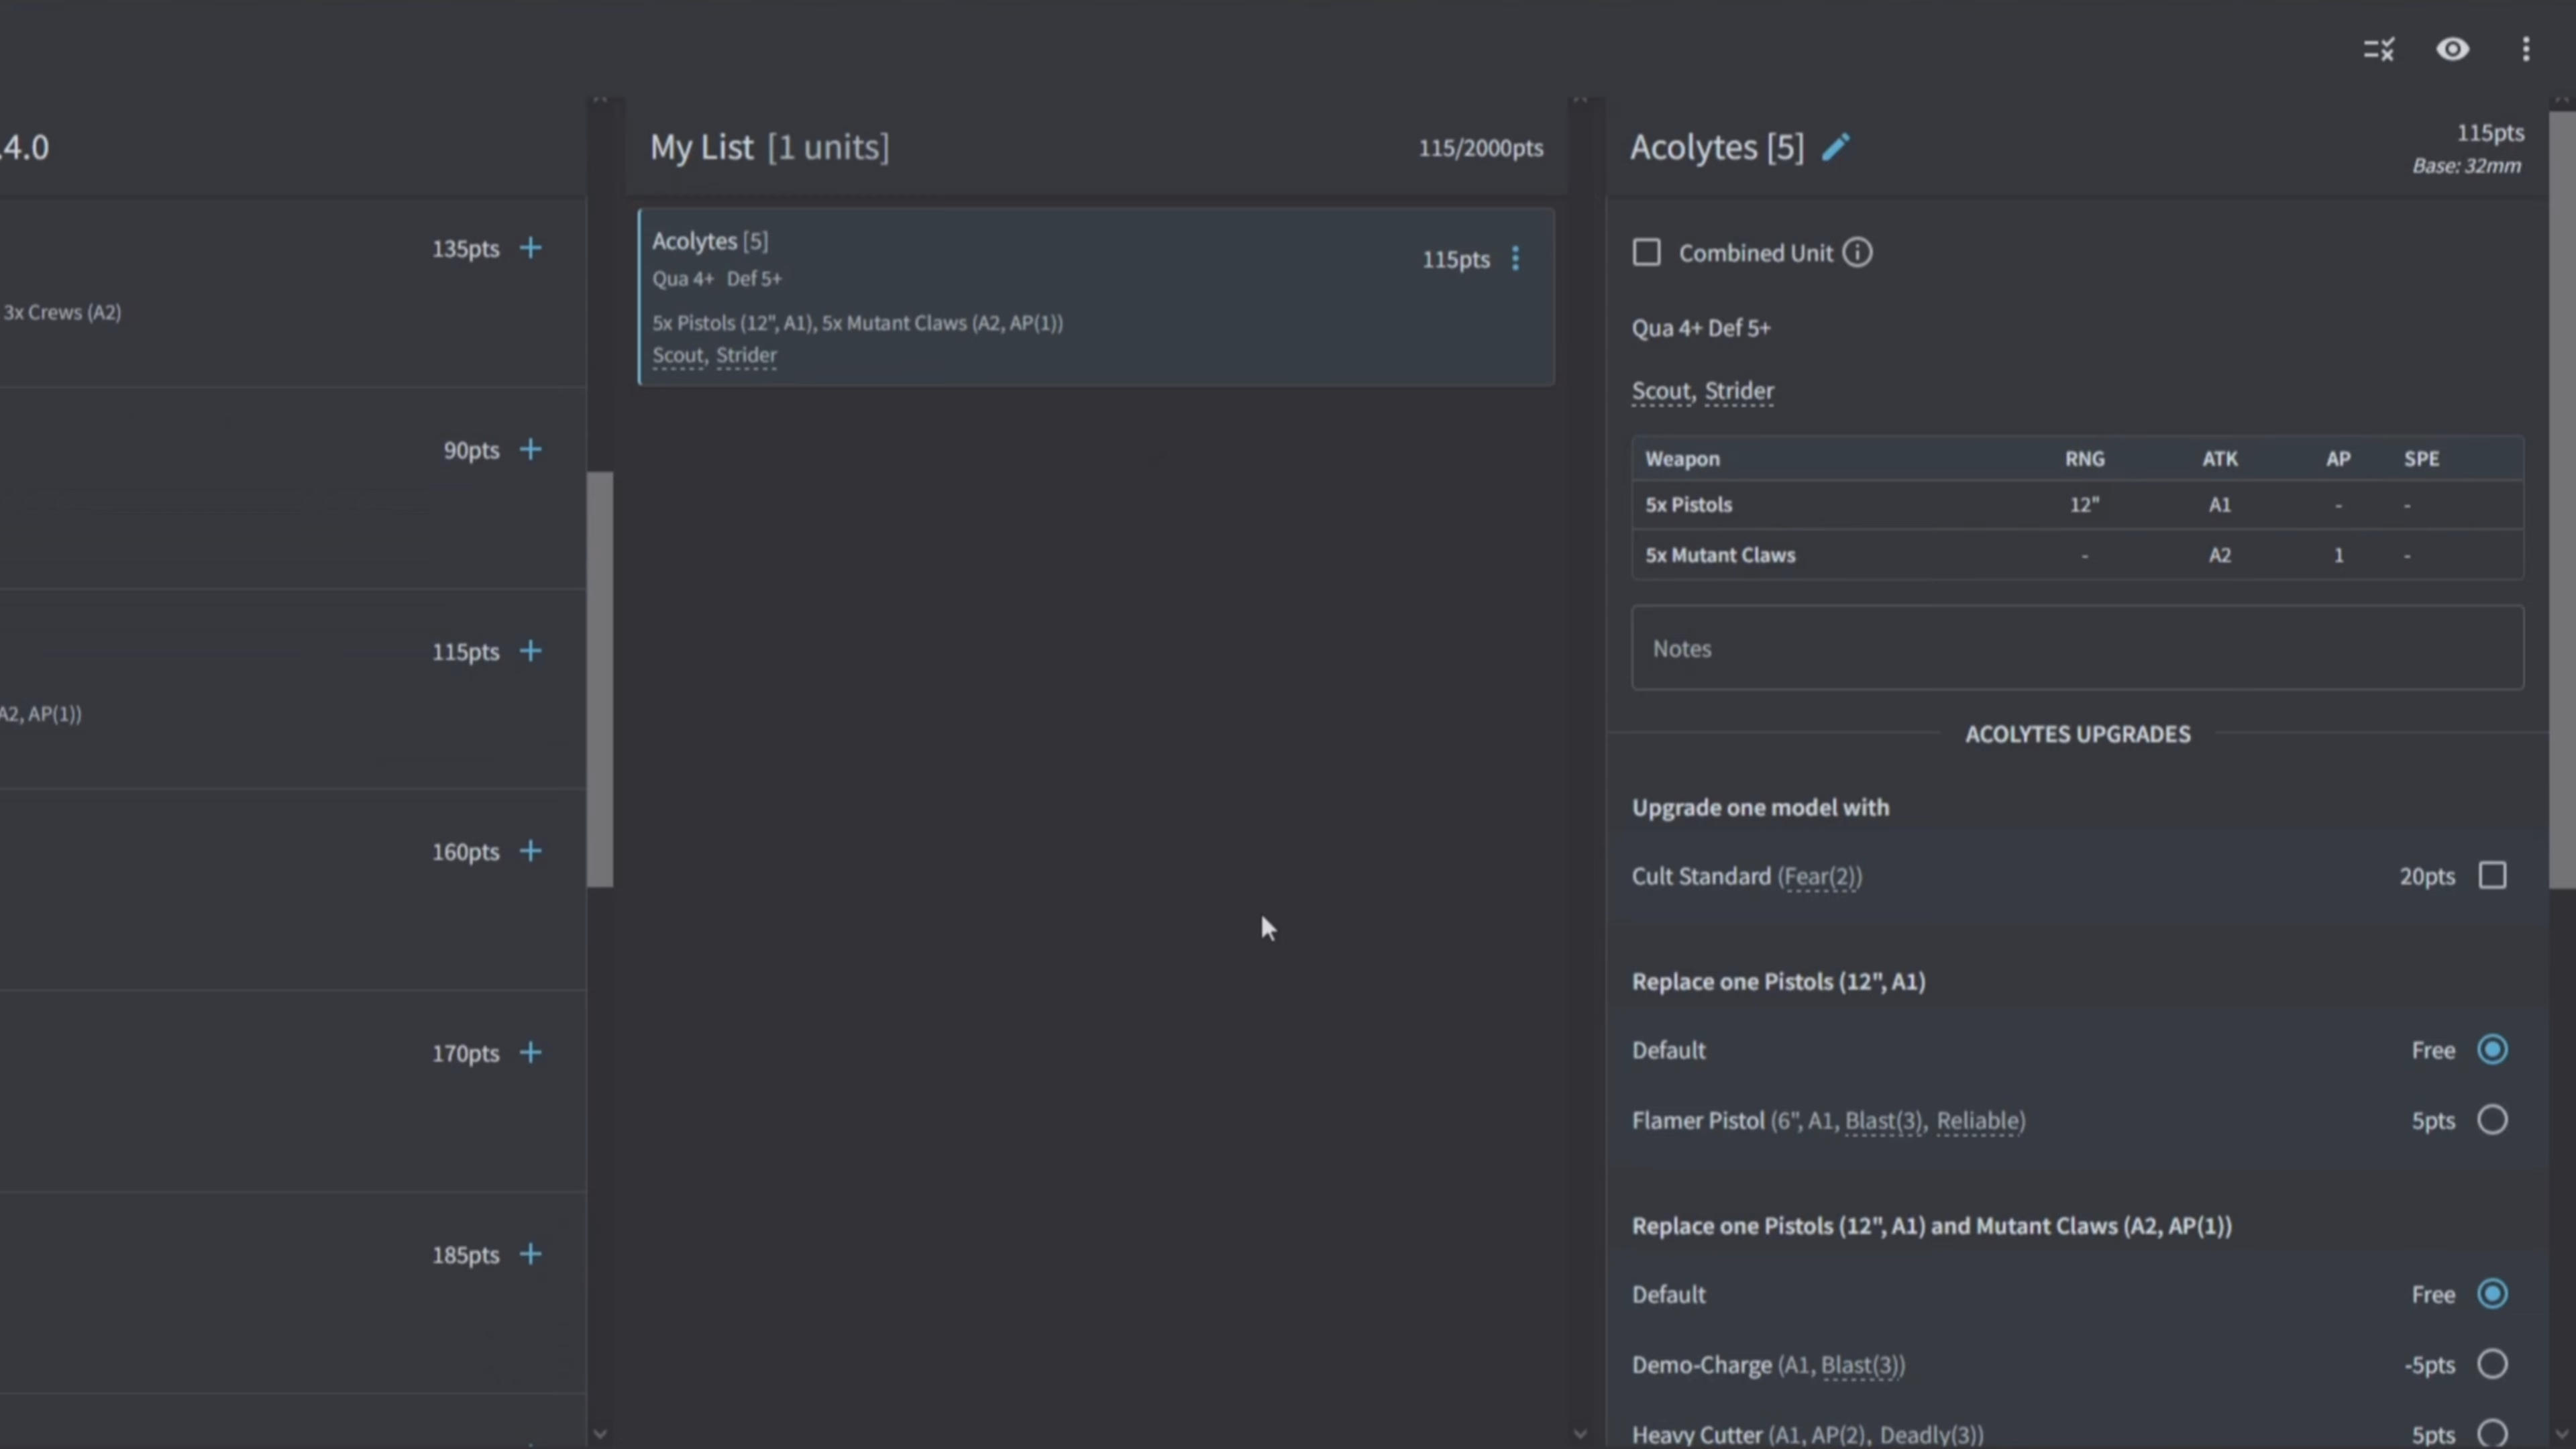 .4.0
135pts
3x Crews (A2)
90pts
115pts
A2, AP(1))
160pts
170pts
185pts
My List [1 units]
115/2000pts
Acolytes [5]
115pts
Qua 4+ Def 5+
5x Pistols (12", A1), 5x Mutant Claws (A2, AP(1))
Scout, Strider
Acolytes [5]
115pts
Base: 32mm
Combined Unit
Qua 4+ Def 5+
Scout, Strider
Weapon RNG ATK AP SPE
5x Pistols 12" A1 - -
5x Mutant Claws - A2 1 -
Notes
ACOLYTES UPGRADES
Upgrade one model with
Cult Standard (Fear(2)) 20pts
Replace one Pistols (12", A1)
Default Free
Flamer Pistol (6", A1, Blast(3), Reliable) 5pts
Replace one Pistols (12", A1) and Mutant Claws (A2, AP(1))
Default Free
Demo-Charge (A1, Blast(3)) -5pts
Heavy Cutter (A1, AP(2), Deadly(3)) 5pts